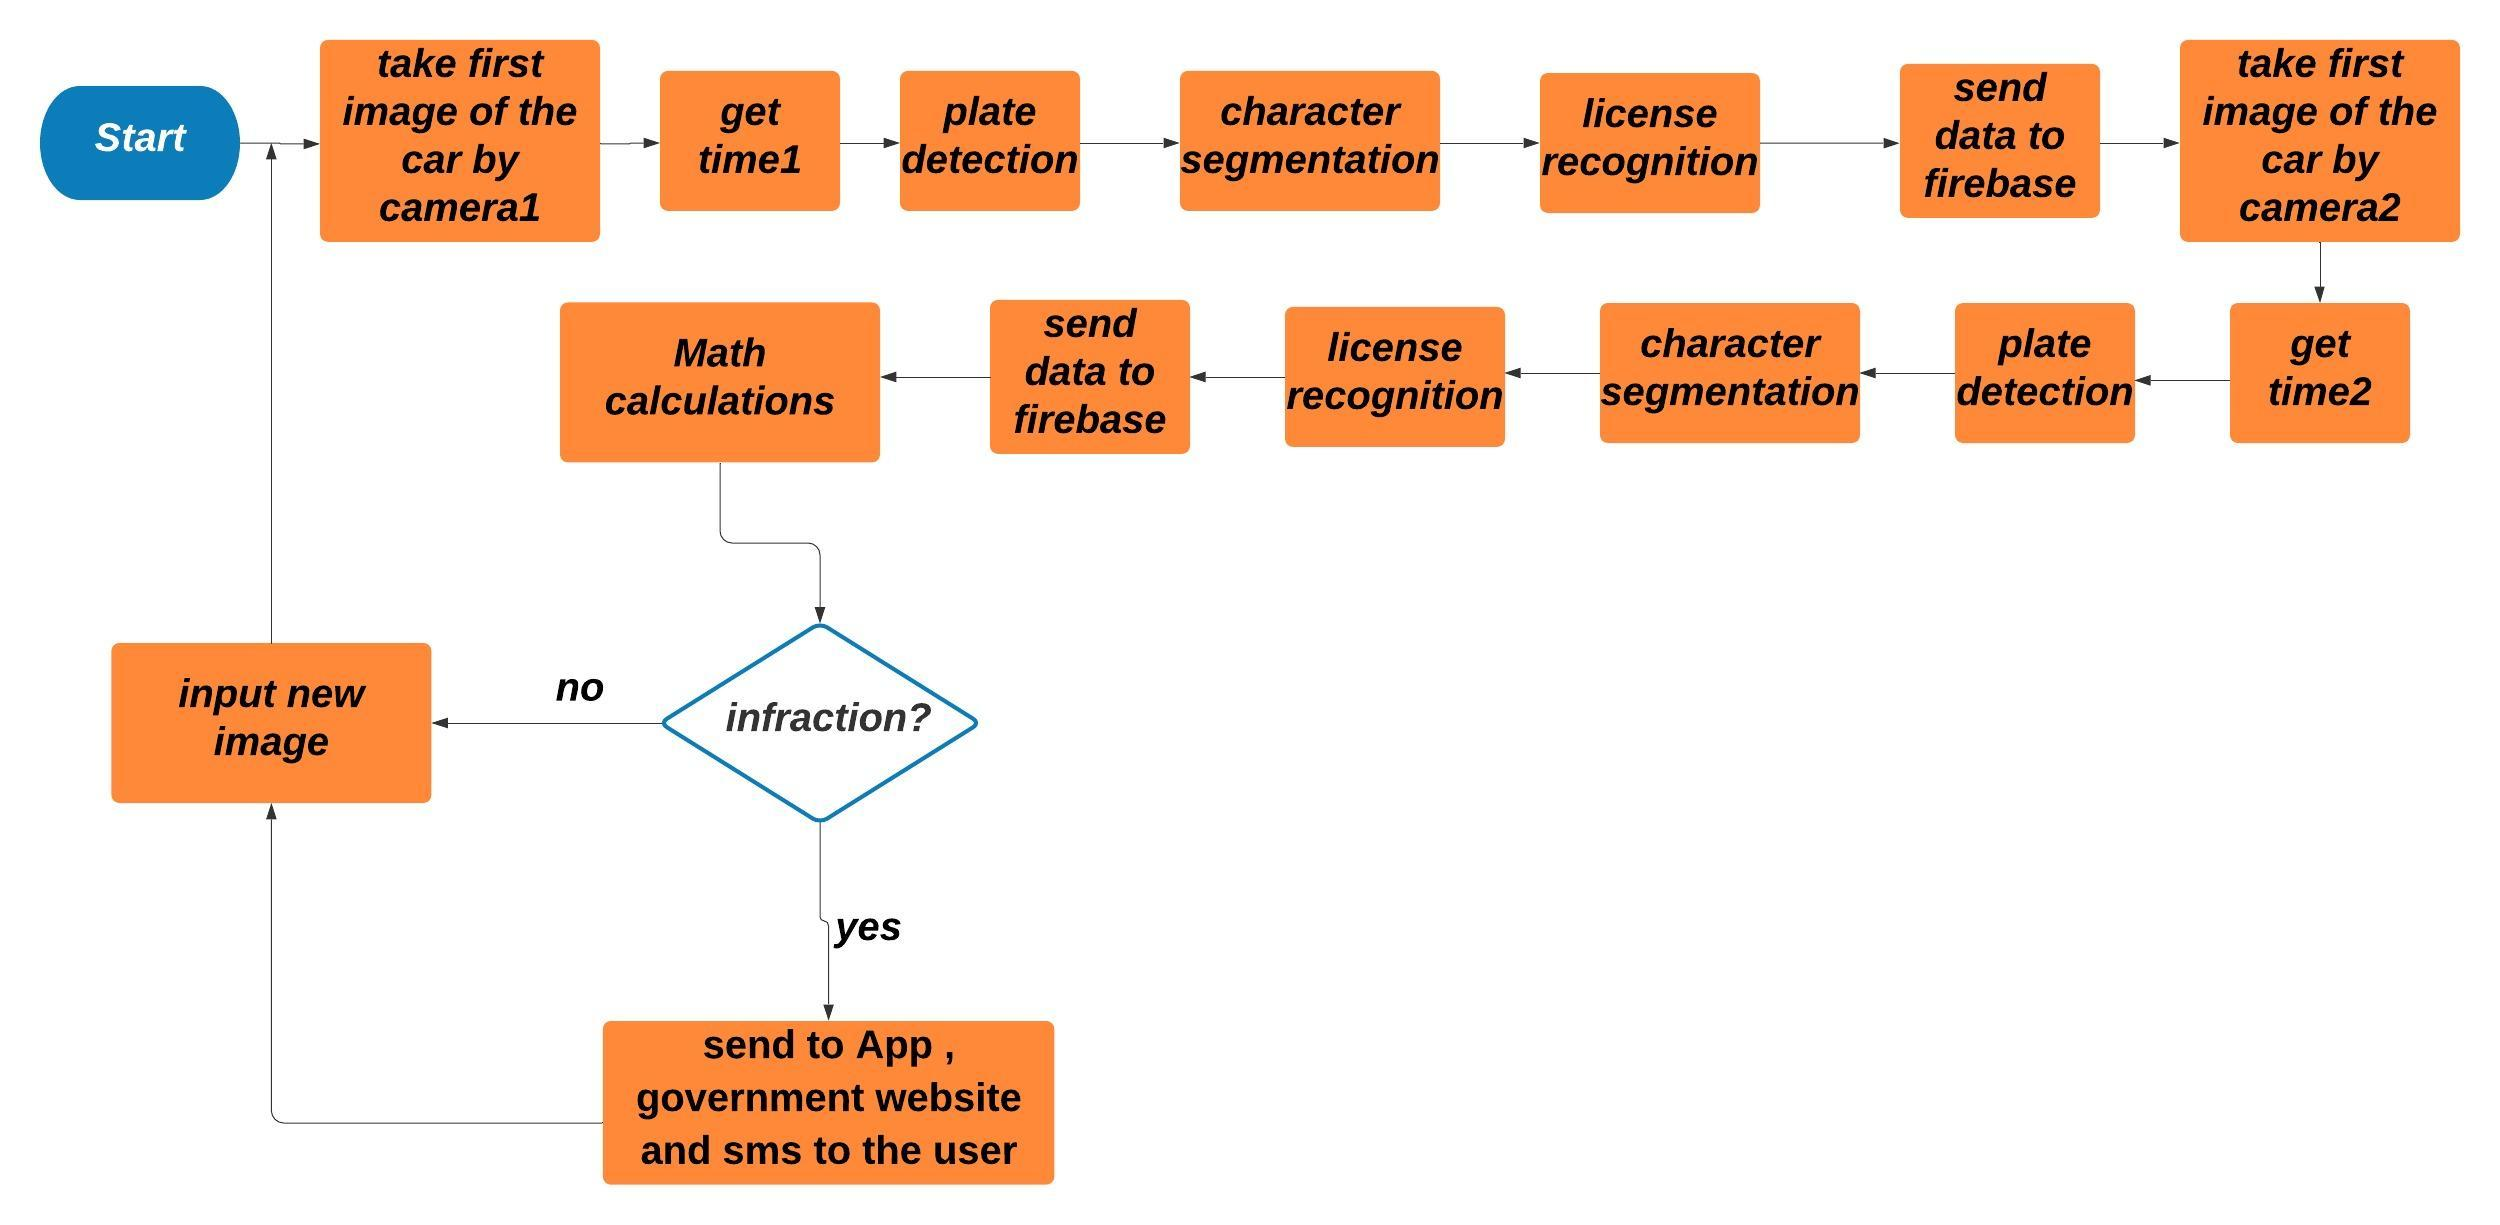 Start
take first
image of the
car by
camera1
get
time1
plate
detection
character
segmentation
license
recognition
send
data to
firebase
take first
image of the
car by
camera2
get
time2
plate
detection
character
segmentation
license
recognition
send
data to
firebase
Math
calculations
infraction?
no
input new
image
yes
send to App ,
government website
and sms to the user